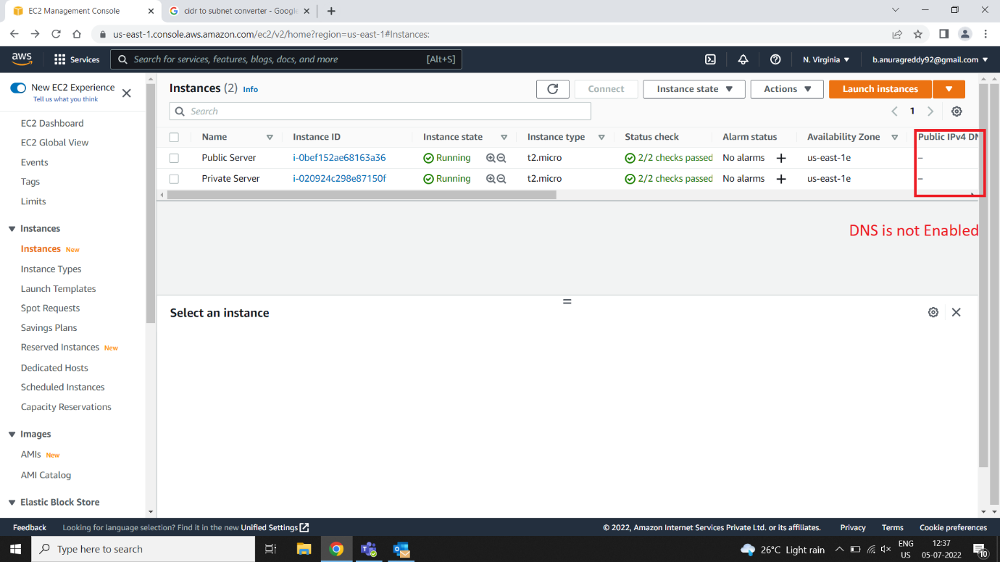 EC2 Management Console
cidr to subnet converter - Google
us-east-1.console.aws.amazon.com/ec2/v2/home?region=us-east-1#Instances:
aws
Services
Search for services, features, blogs, docs, and more
[Alt+S]
N. Virginia
b.anuragreddy92@gmail.com
New EC2 Experience
Tell us what you think
EC2 Dashboard
EC2 Global View
Events
Tags
Limits
Instances
Instances New
Instance Types
Launch Templates
Spot Requests
Savings Plans
Reserved Instances New
Dedicated Hosts
Scheduled Instances
Capacity Reservations
Images
AMIs New
AMI Catalog
Elastic Block Store
Instances (2) Info
Connect
Instance state
Actions
Launch instances
Search
1
Name Instance ID Instance state Instance type Status check Alarm status Availability Zone Public IPv4 DN
Public Server i-0bef152ae68163a36 Running t2.micro 2/2 checks passed No alarms + us-east-1e –
Private Server i-020924c298e87150f Running t2.micro 2/2 checks passed No alarms + us-east-1e –
DNS is not Enabled
Select an instance
Feedback
Looking for language selection? Find it in the new Unified Settings
© 2022, Amazon Internet Services Private Ltd. or its affiliates.
Privacy
Terms
Cookie preferences
Type here to search
26°C Light rain
ENG
US
12:37
05-07-2022
10